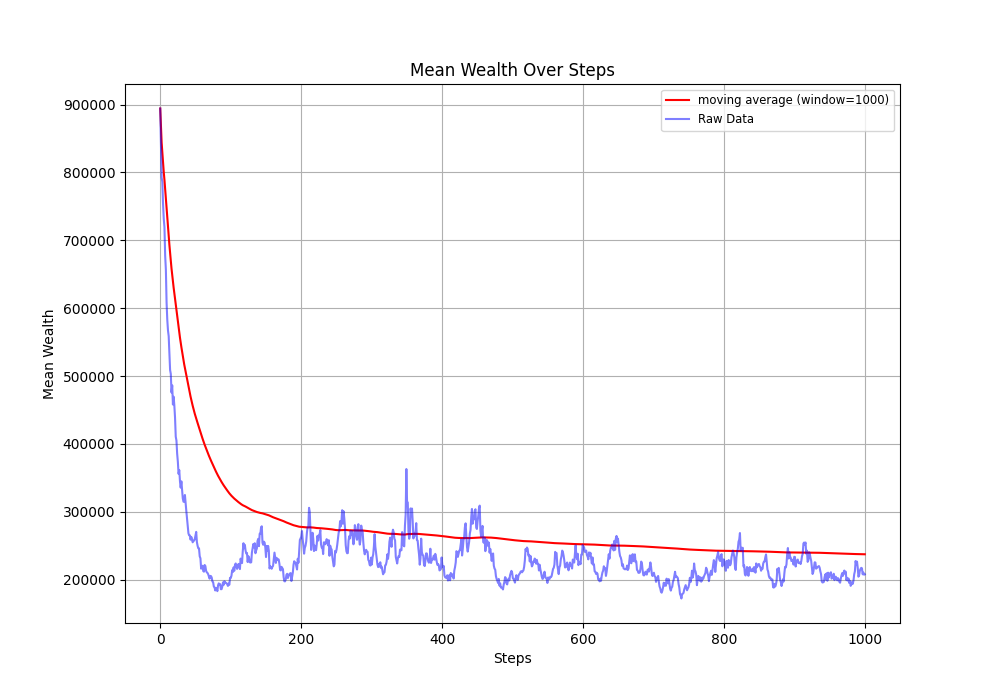 Mean Wealth Over Steps
moving average (window=1000)
Raw Data
900000
800000
700000
600000
500000
400000
300000
200000
Mean Wealth
0 200 400 600 800 1000
Steps